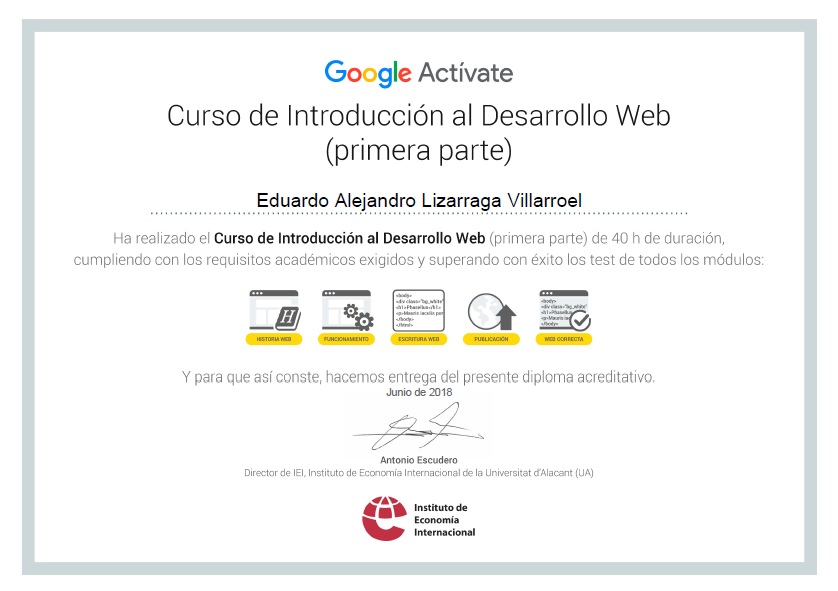 Google Actívate
Curso de Introducción al Desarrollo Web
(primera parte)
Eduardo Alejandro Lizarraga Villarroel
Ha realizado el Curso de Introducción al Desarrollo Web (primera parte) de 40 h de duración,
cumpliendo con los requisitos académicos exigidos y superando con éxito los test de todos los módulos:
H
<body>
<div class="bg_white"
<h1>Phasellus</h1>
<p>Mauris iaculis por
</body>
</html>
<body>
<div class="bg_white"
<h1>Phasellus
<p>Mauris iac
</body>
HISTORIA WEB
FUNCIONAMIENTO
ESCRITURA WEB
PUBLICACIÓN
WEB CORRECTA
Y para que así conste, hacemos entrega del presente diploma acreditativo.
Junio de 2018
Antonio Escudero
Director de IEI, Instituto de Economía Internacional de la Universitat d'Alacant (UA)
Instituto de
Economía
Internacional